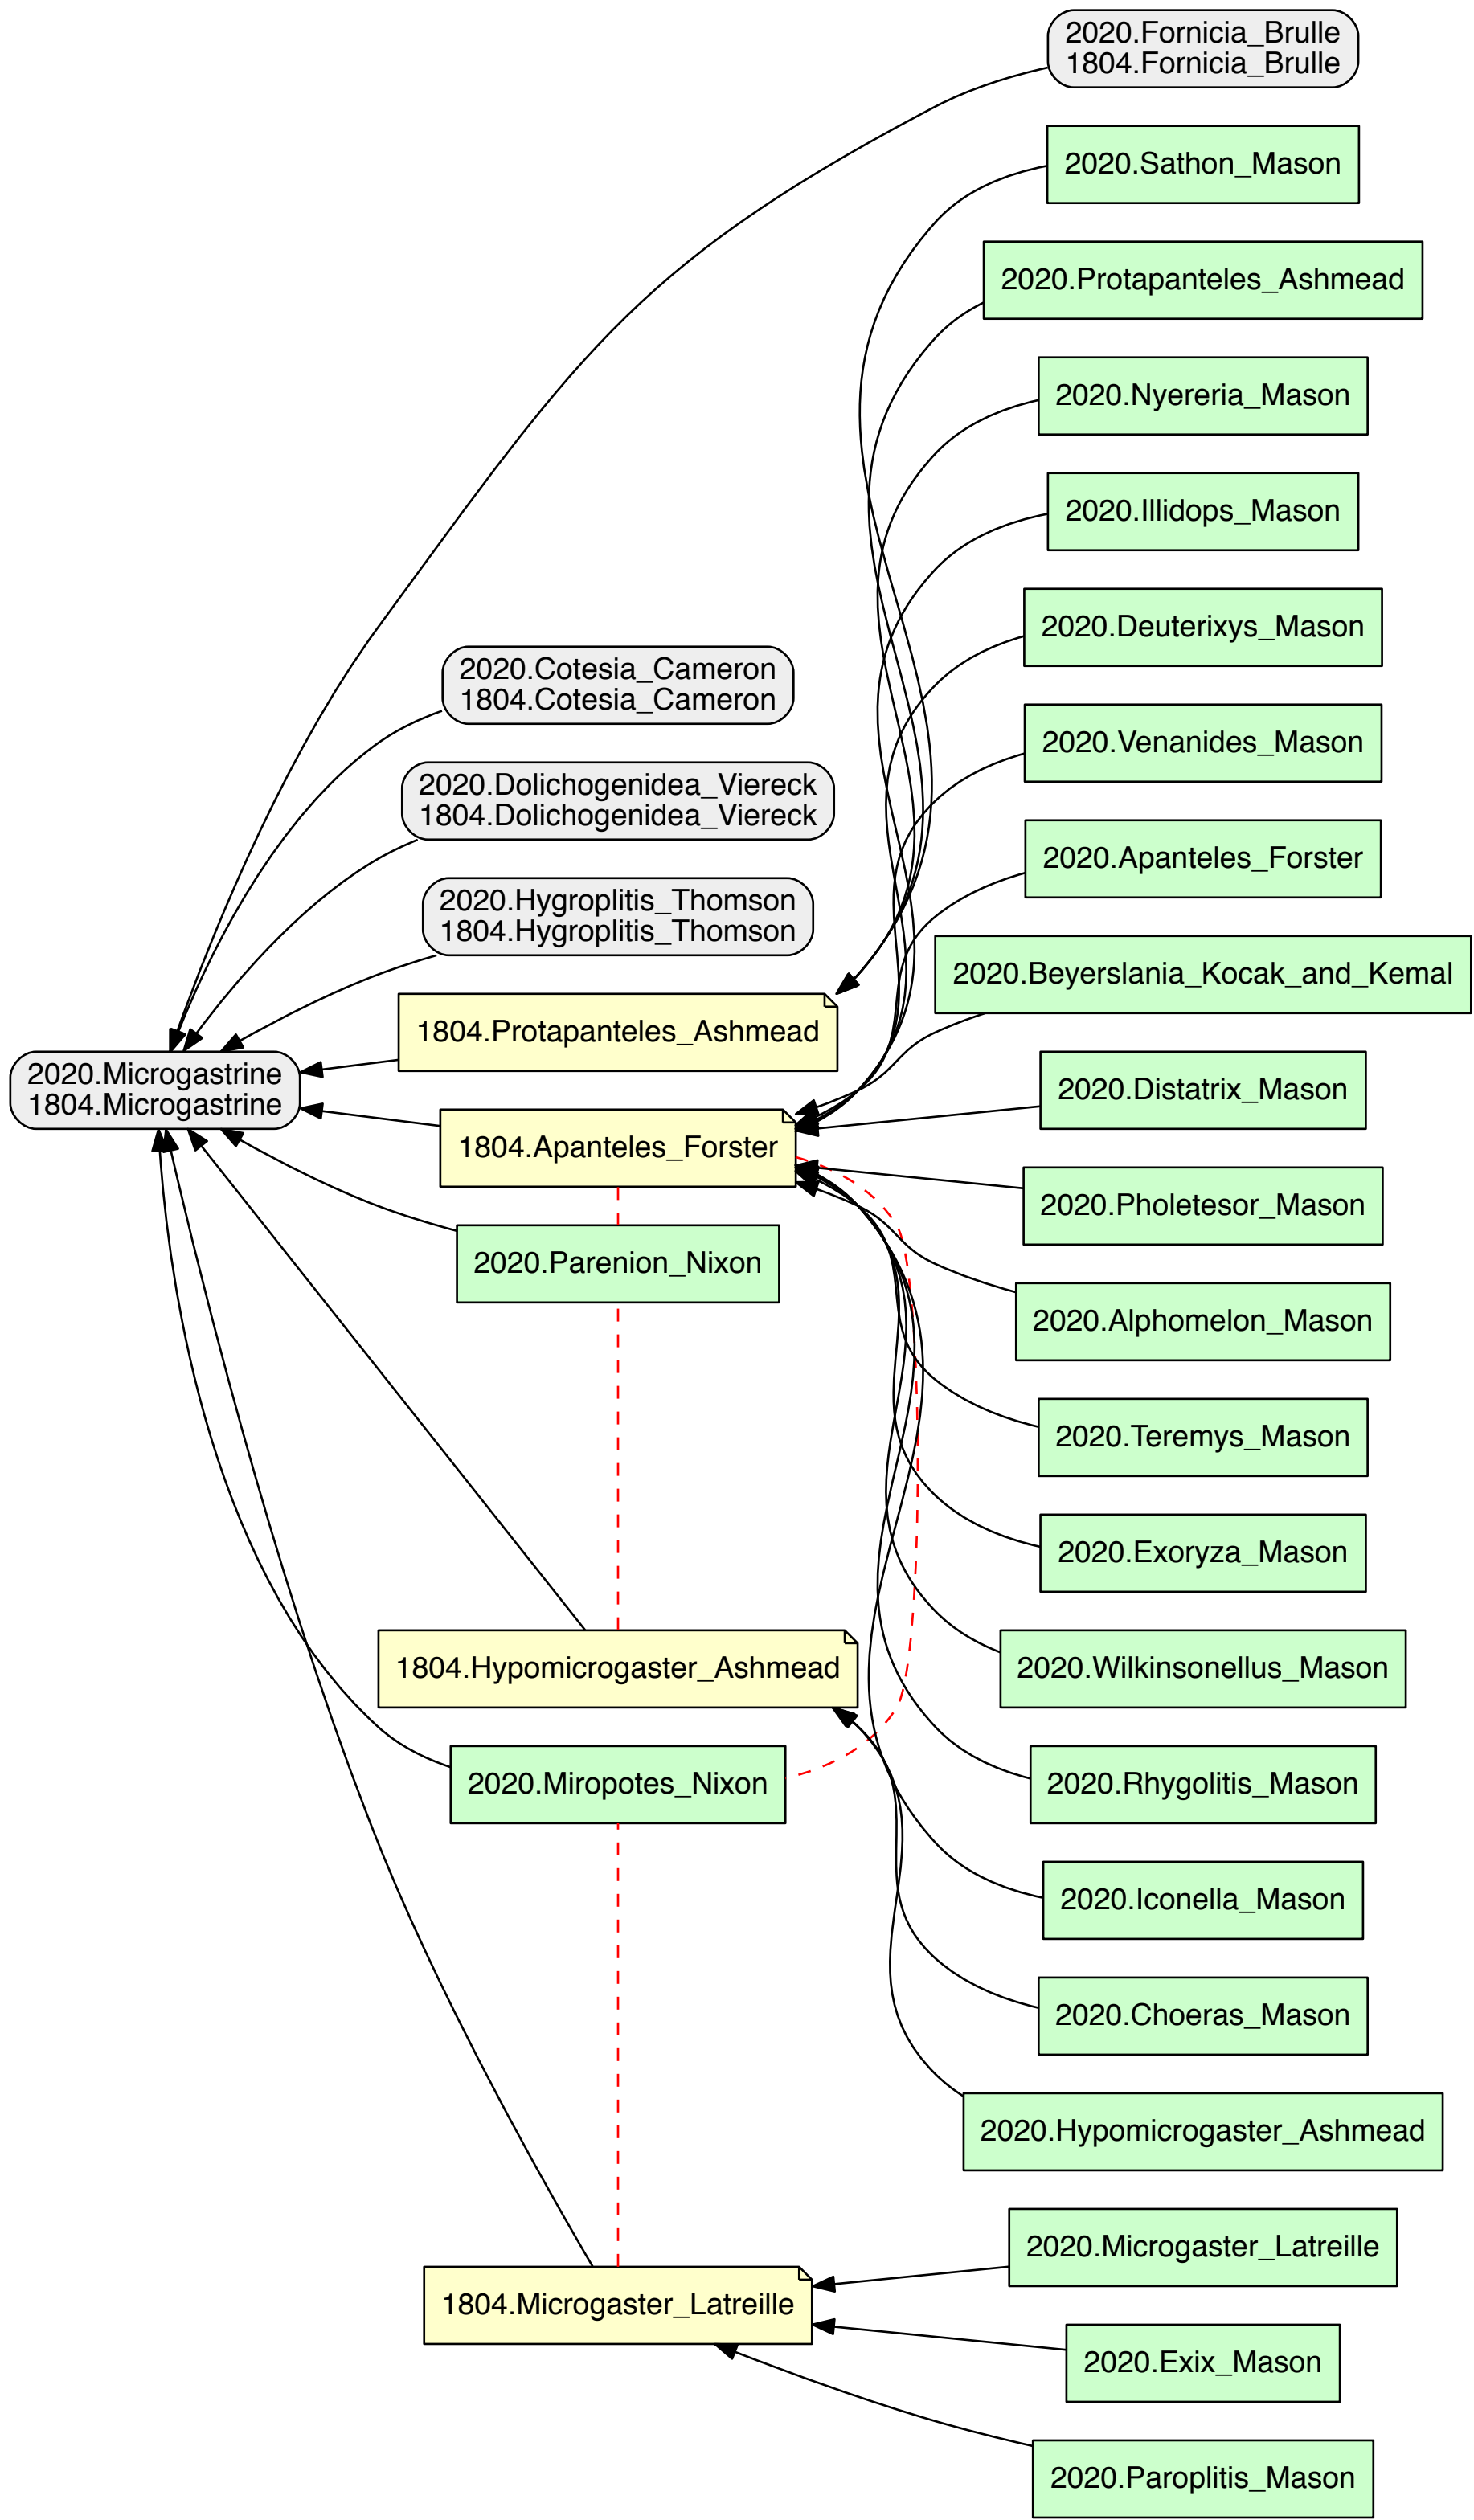 2020.Fornicia_Brulle
1804.Fornicia_Brulle
2020.Sathon_Mason
2020.Protapanteles_Ashmead
2020.Nyereria_Mason
2020.Illidops_Mason
2020.Deuterixys_Mason
2020.Cotesia_Cameron
1804.Cotesia_Cameron
2020.Venanides_Mason
2020.Dolichogenidea_Viereck
1804.Dolichogenidea_Viereck
2020.Apanteles_Forster
2020.Hygroplitis_Thomson
1804.Hygroplitis_Thomson
2020.Beyerslania_Kocak_and_Kemal
1804.Protapanteles_Ashmead
2020.Microgastrine
1804.Microgastrine
2020.Distatrix_Mason
1804.Apanteles_Forster
2020.Pholetesor_Mason
2020.Parenion_Nixon
2020.Alphomelon_Mason
2020.Teremys_Mason
2020.Exoryza_Mason
1804.Hypomicrogaster_Ashmead
2020.Wilkinsonellus_Mason
2020.Miropotes_Nixon
2020.Rhygolitis_Mason
2020.Iconella_Mason
2020.Choeras_Mason
2020.Hypomicrogaster_Ashmead
2020.Microgaster_Latreille
1804.Microgaster_Latreille
2020.Exix_Mason
2020.Paroplitis_Mason